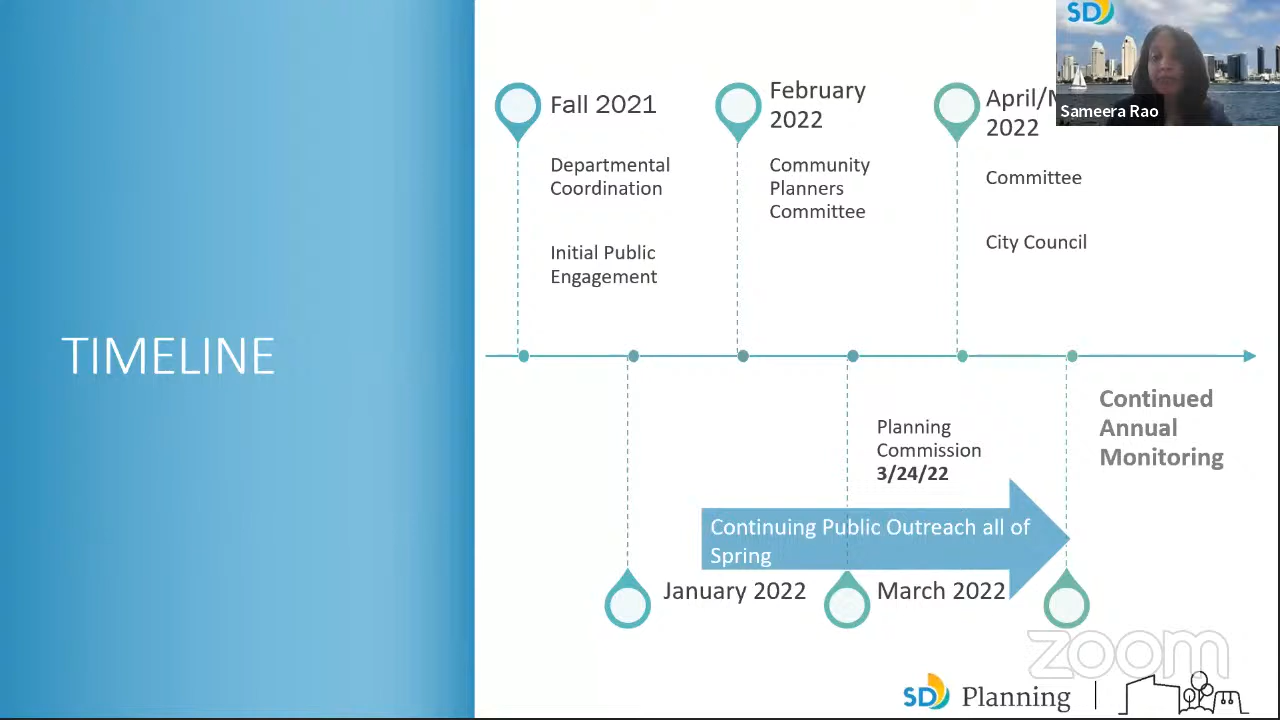 SD
Sameera Rao
TIMELINE
Fall 2021
Departmental
Coordination
Initial Public
Engagement
February
2022
Community
Planners
Committee
April/
2022
Committee
City Council
Planning
Commission
3/24/22
Continued
Annual
Monitoring
Continuing Public Outreach all of
Spring
January 2022
March 2022
zoom
SD Planning